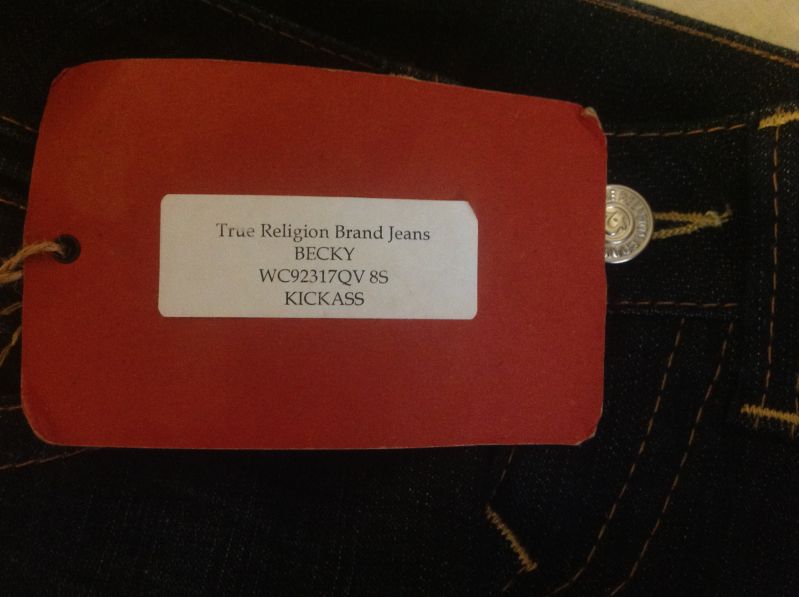 True Religion Brand Jeans
BECKY
WC92317QV 8S
KICKASS